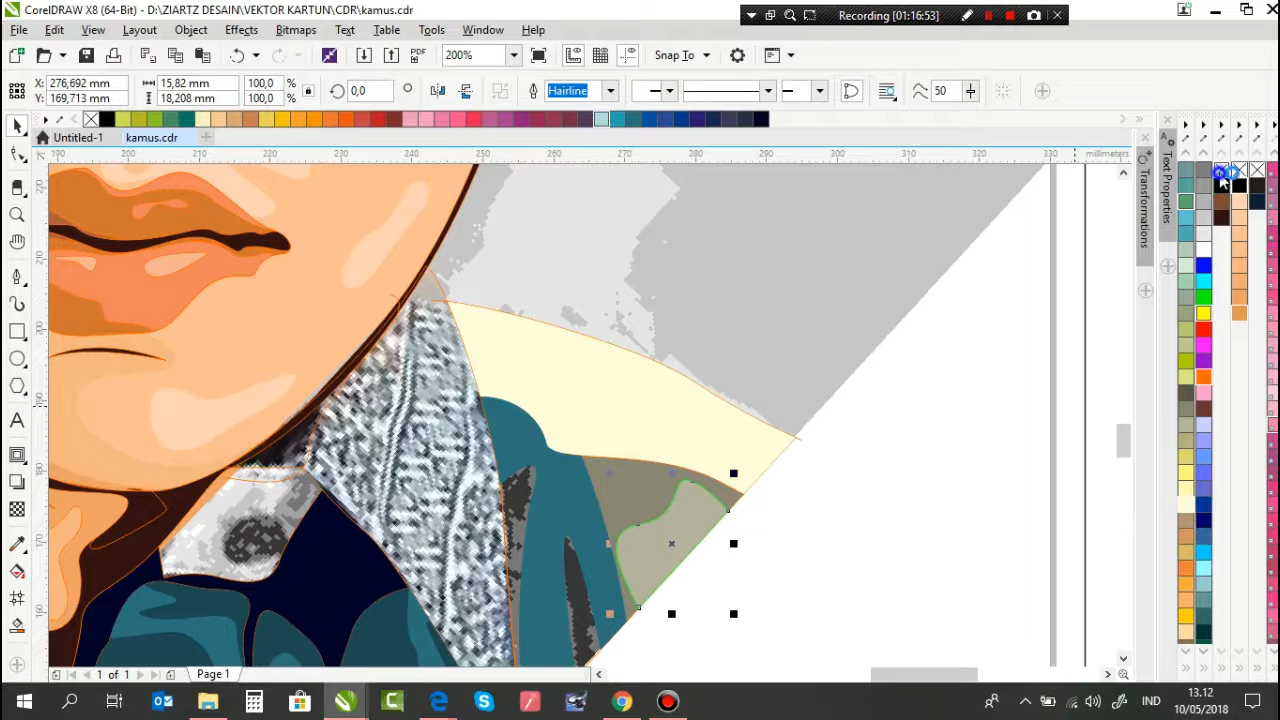 CorelDRAW X8 (64-Bit) - D:\ZIARTZ DESAIN\VEKTOR KARTUN\CDR\kamus.cdr
Recording (01:16:53)
File Edit View Layout Object Effects Bitmaps Text Table Tools Window Help
PDF 200% Snap To
X: 276,692 mm 15,82 mm 100,0 % 0,0 Hairline 50
Y: 169,713 mm 18,208 mm 100,0 %
Untitled-1 kamus.cdr
190 200 210 220 230 240 250 260 270 280 290 300 310 320 330 millimeters
Transformations
Text Properties
1 of 1 Page 1
IND
13.12
10/05/2018